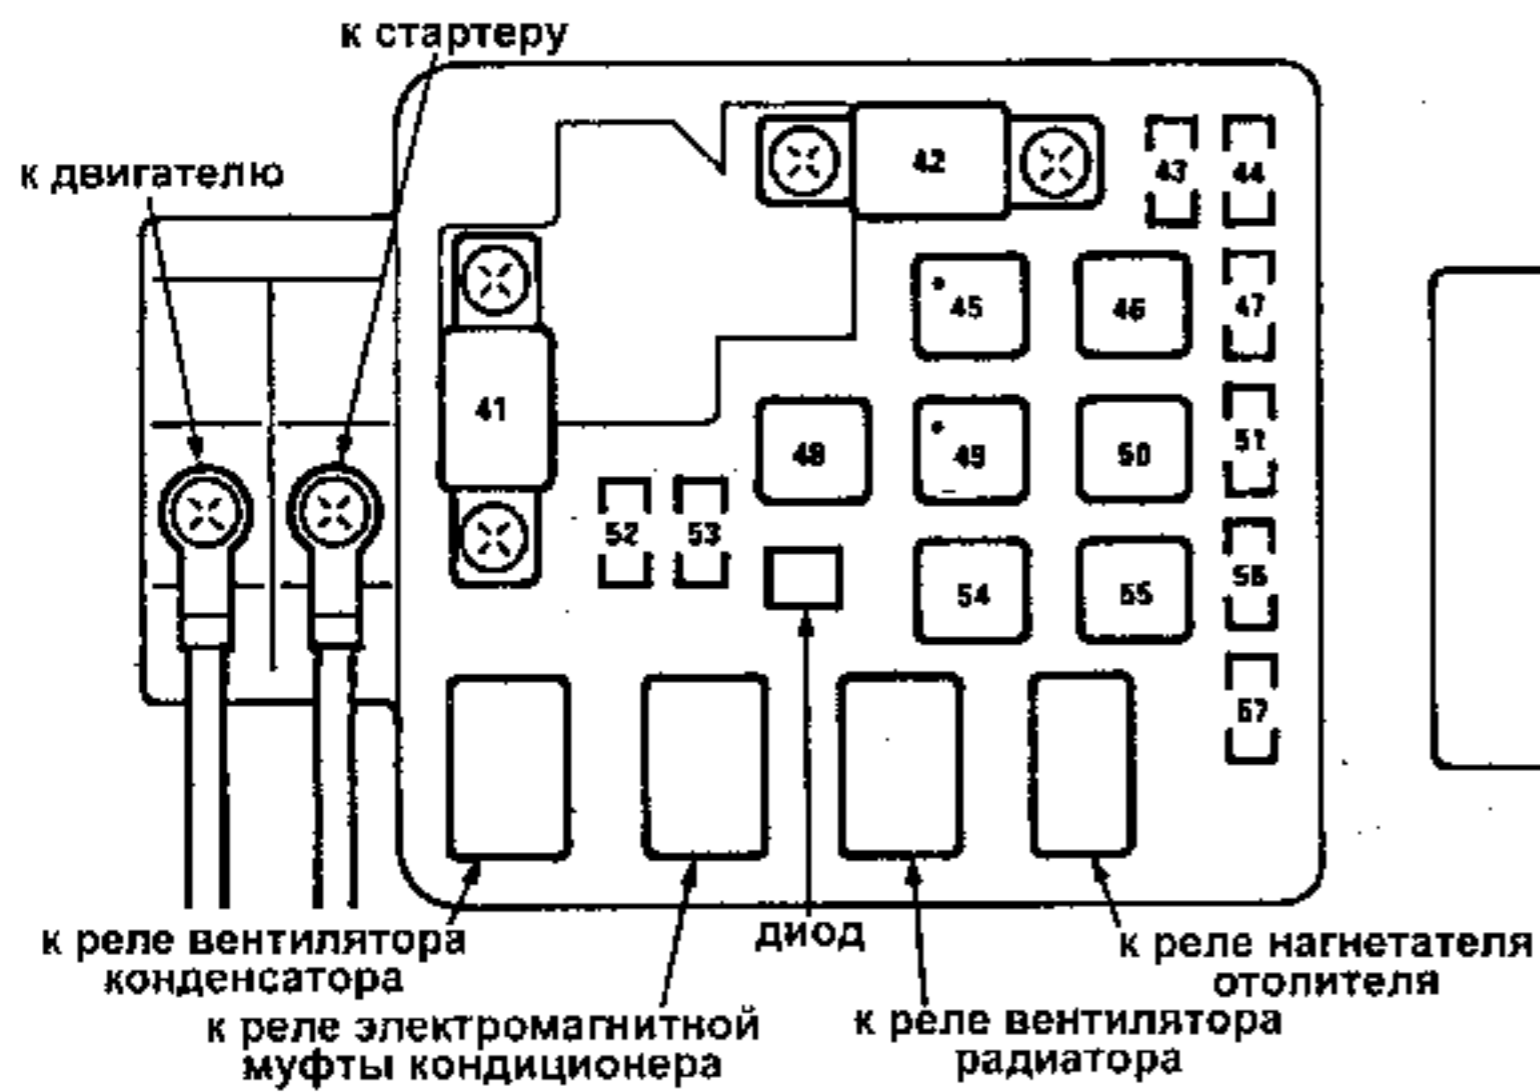 к стартеру
к двигателю
42
43
44
45
46
47
41
48
49
50
51
52
53
54
55
56
57
к реле вентилятора
конденсатора
диод
к реле нагнетателя
отопителя
к реле электромагнитной
муфты кондиционера
к реле вентилятора
радиатора